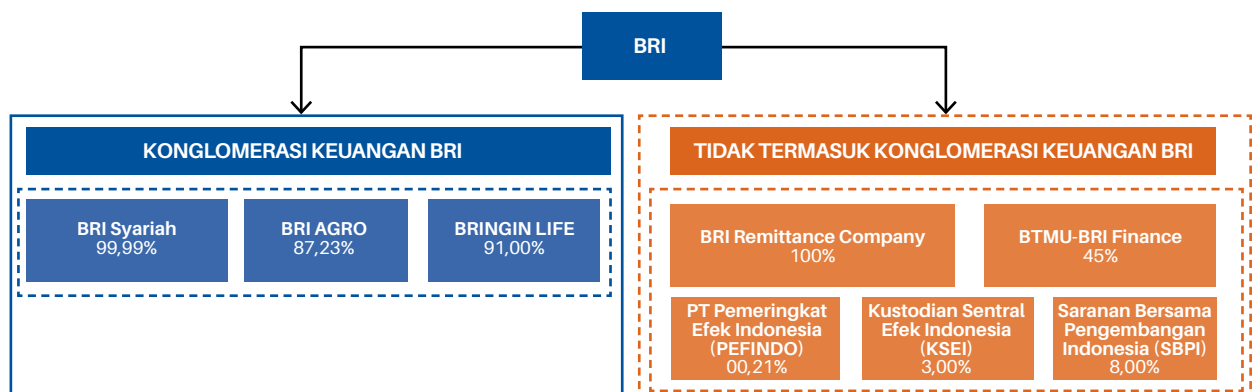 BRI
KONGLOMERASI KEUANGAN BRI
BRI Syariah
99,99%
BRI AGRO
87,23%
BRINGIN LIFE
91,00%
TIDAK TERMASUK KONGLOMERASI KEUANGAN BRI
BRI Remittance Company
100%
BTMU-BRI Finance
45%
PT Pemeringkat
Efek Indonesia
(PEFINDO)
00,21%
Kustodian Sentral
Efek Indonesia
(KSEI)
3,00%
Saranan Bersama
Pengembangan
Indonesia (SBPI)
8,00%